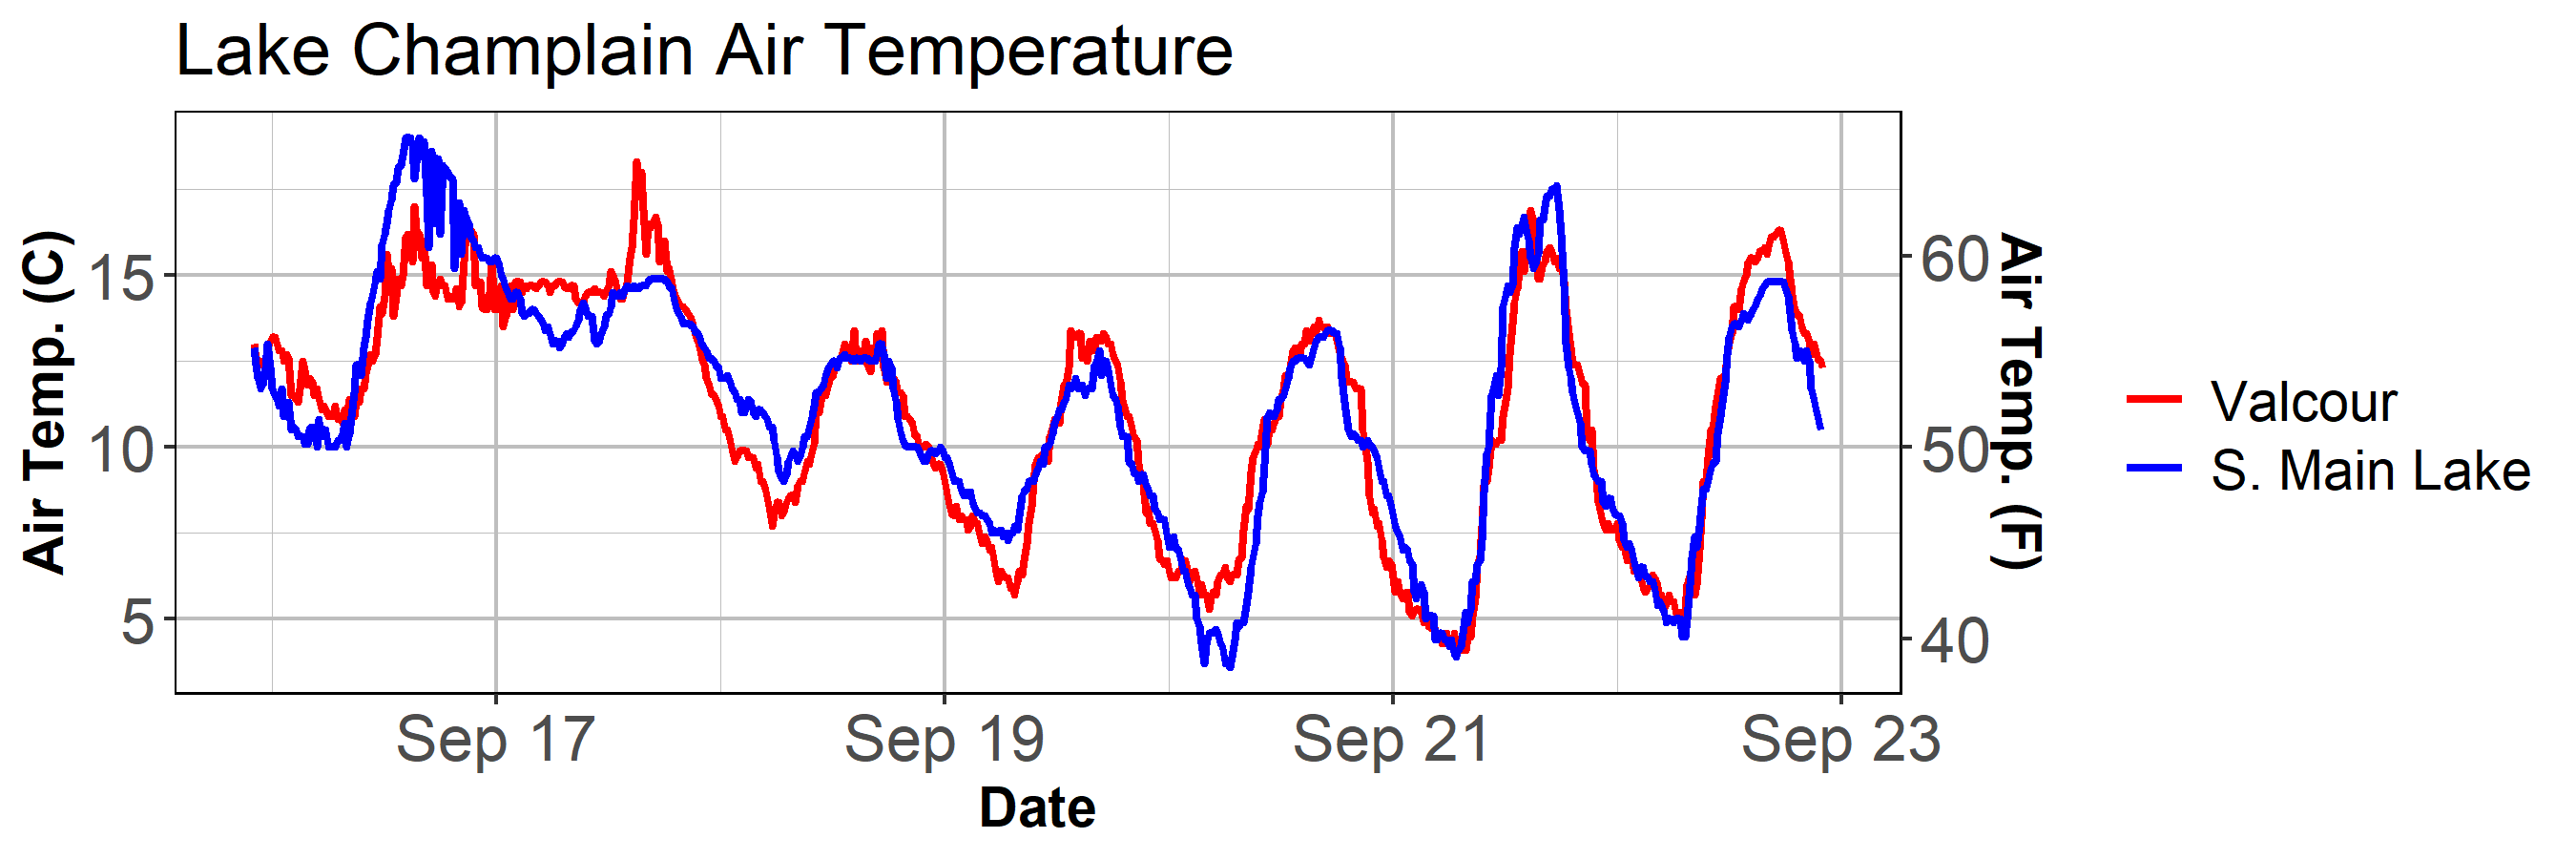 Lake Champlain Air Temperature
Air Temp. (C)
15
10
5
60
50
40
Air Temp. (F)
Sep 17
Sep 19
Sep 21
Sep 23
Date
Valcour
S. Main Lake